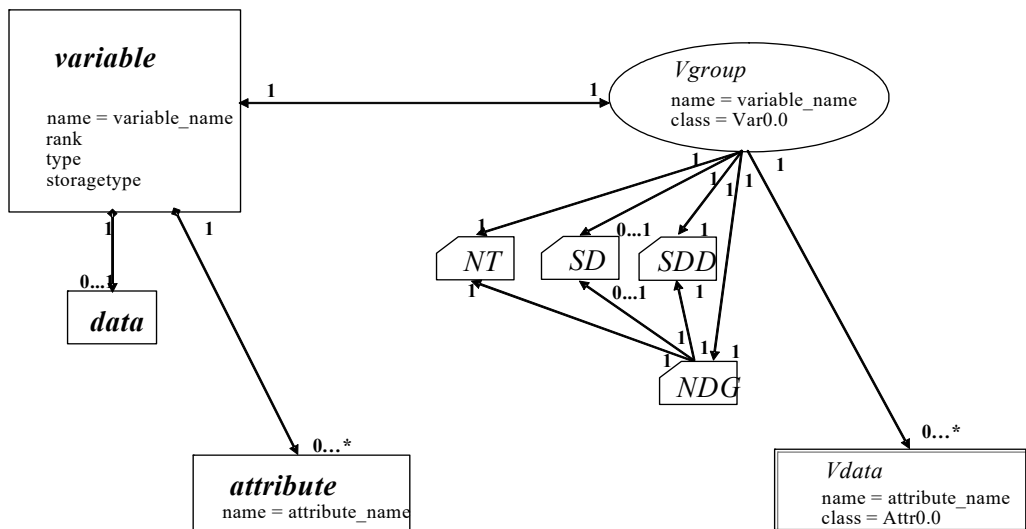 variable
name = variable_name
rank
type
storagetype
1
1
Vgroup
name = variable_name
class = Var0.0
1
1
1
1
1
1
1
1
1
0...1
1
NT
SD
SDD
1
0...1
1
0...1
data
1
1
1
1
NDG
0…*
attribute
name = attribute_name
0…*
Vdata
name = attribute_name
class = Attr0.0